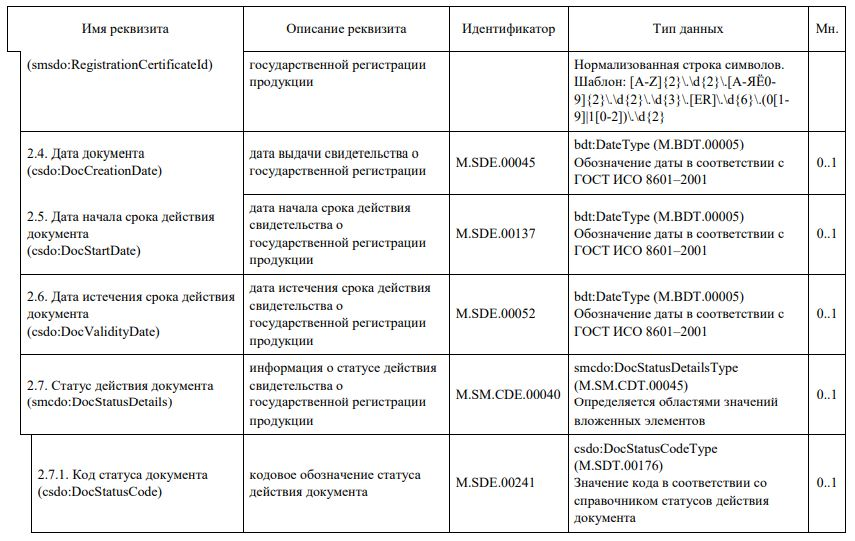 Имя реквизита
Описание реквизита
Идентификатор
Тип данных
Мн.
(smsdo:RegistrationCertificateId)
государственной регистрации
продукции
Нормализованная строка символов.
Шаблон: [A-Z]{2}\.\d{2}\.[А-ЯЁ0-
9]{2}\.\d{2}\.\d{3}\.[ER]\.\d{6}\.(0[1-
9]|1[0-2])\.\d{2}
2.4. Дата документа
(csdo:DocCreationDate)
дата выдачи свидетельства о
государственной регистрации
M.SDE.00045
bdt:DateType (M.BDT.00005)
Обозначение даты в соответствии с
ГОСТ ИСО 8601–2001
0..1
2.5. Дата начала срока действия
документа
(csdo:DocStartDate)
дата начала срока действия
свидетельства о
государственной регистрации
продукции
M.SDE.00137
bdt:DateType (M.BDT.00005)
Обозначение даты в соответствии с
ГОСТ ИСО 8601–2001
0..1
2.6. Дата истечения срока действия
документа
(csdo:DocValidityDate)
дата истечения срока действия
свидетельства о
государственной регистрации
продукции
M.SDE.00052
bdt:DateType (M.BDT.00005)
Обозначение даты в соответствии с
ГОСТ ИСО 8601–2001
0..1
2.7. Статус действия документа
(smcdo:DocStatusDetails)
информация о статусе действия
свидетельства о
государственной регистрации
продукции
M.SM.CDE.00040
smcdo:DocStatusDetailsType
(M.SM.CDT.00045)
Определяется областями значений
вложенных элементов
0..1
2.7.1. Код статуса документа
(csdo:DocStatusCode)
кодовое обозначение статуса
действия документа
M.SDE.00241
csdo:DocStatusCodeType
(M.SDT.00176)
Значение кода в соответствии со
справочником статусов действия
документа
0..1